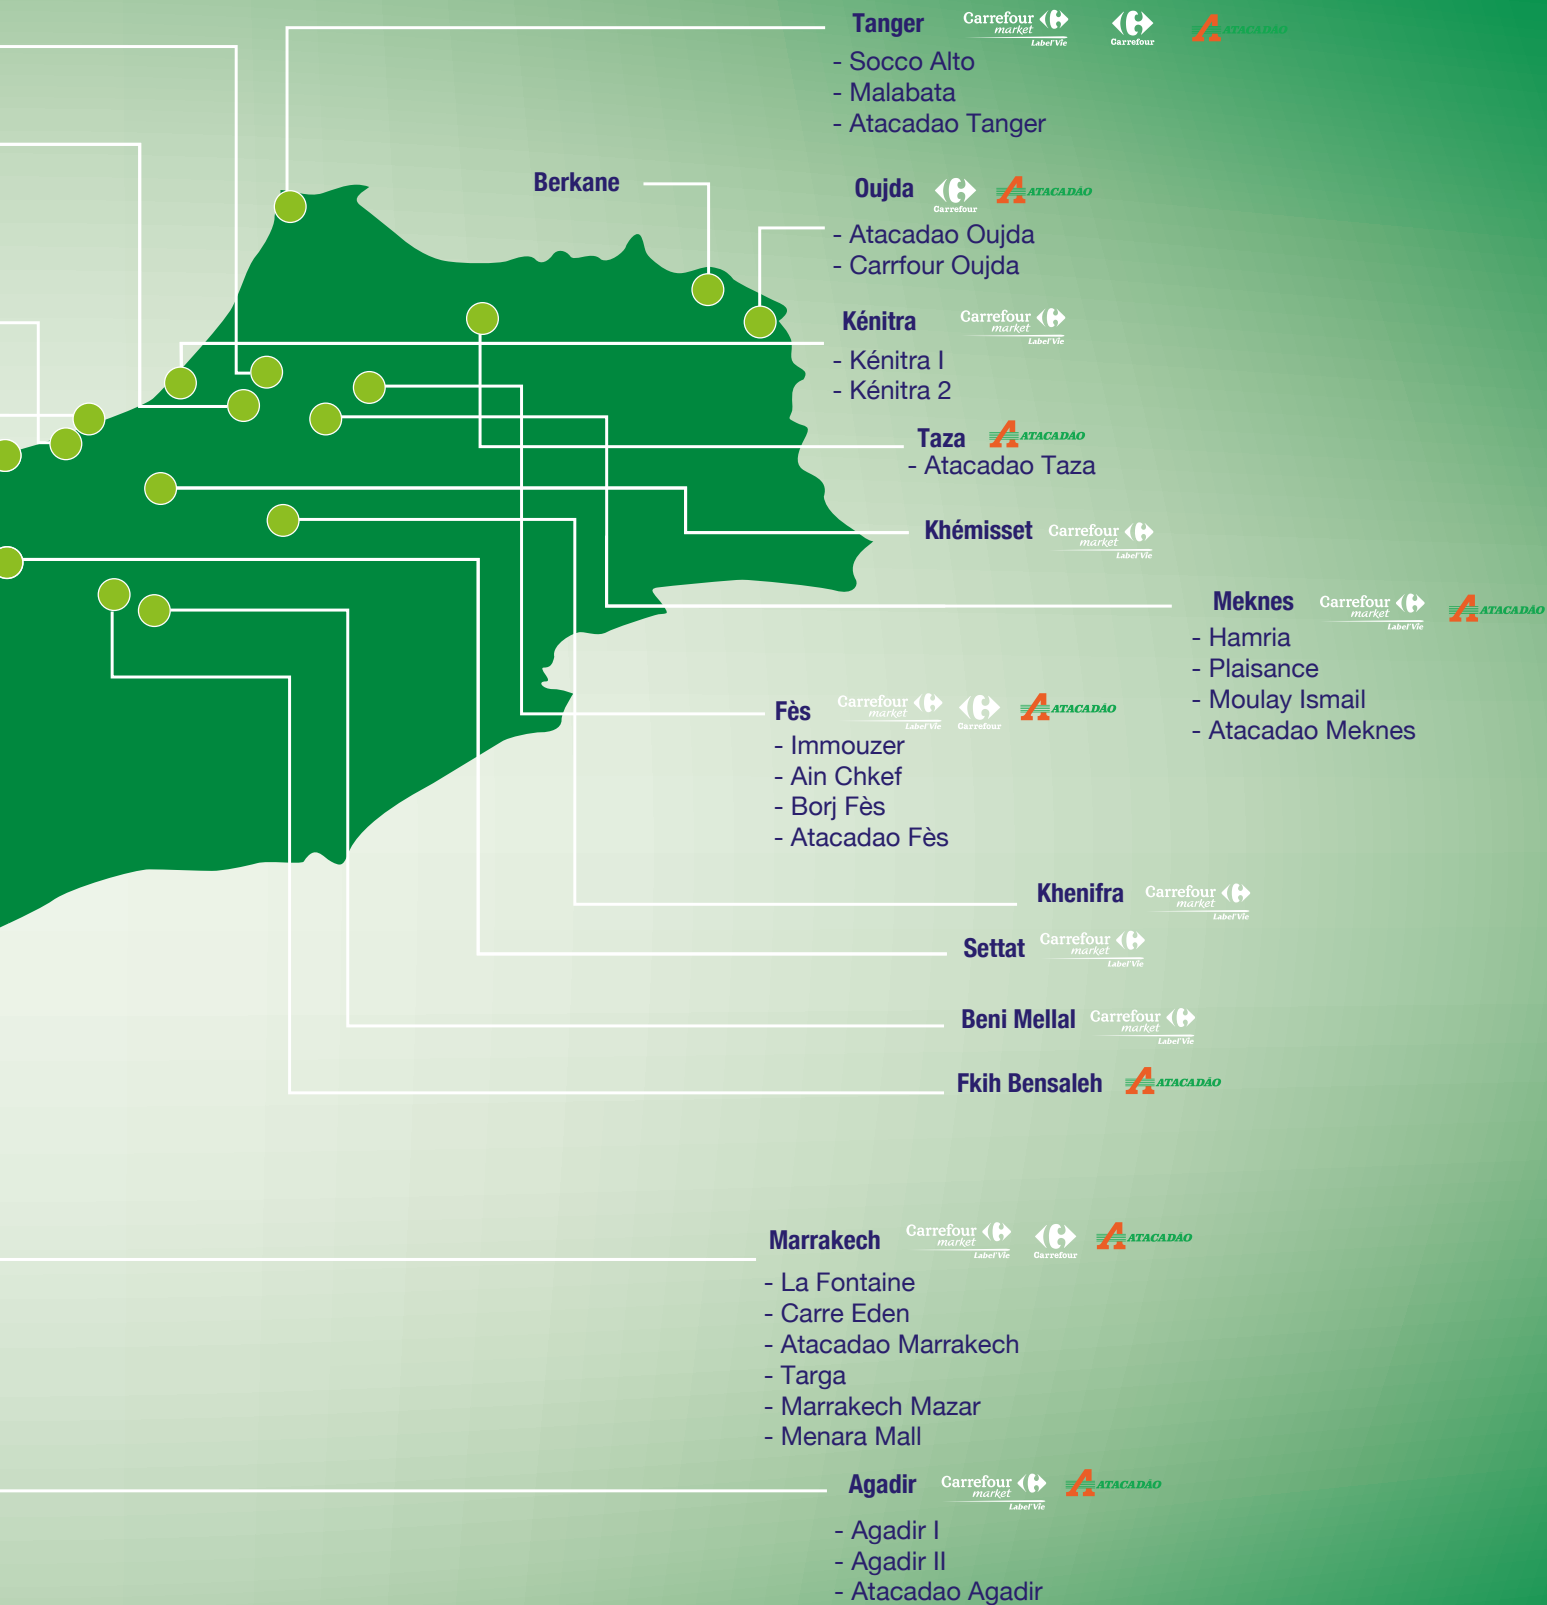 Tanger Carrefour market Label'Vie Carrefour ATACADÃO
- Socco Alto
- Malabata
- Atacadao Tanger
Berkane
Oujda Carrefour ATACADÃO
- Atacadao Oujda
- Carrfour Oujda
Kénitra Carrefour market Label'Vie
- Kénitra I
- Kénitra 2
Taza ATACADÃO
- Atacadao Taza
Khémisset Carrefour market Label'Vie
Meknes Carrefour market Label'Vie ATACADÃO
- Hamria
- Plaisance
- Moulay Ismail
- Atacadao Meknes
Fès Carrefour market Label'Vie Carrefour ATACADÃO
- Immouzer
- Ain Chkef
- Borj Fès
- Atacadao Fès
Khenifra Carrefour market Label'Vie
Settat Carrefour market Label'Vie
Beni Mellal Carrefour market Label'Vie
Fkih Bensaleh ATACADÃO
Marrakech Carrefour market Label'Vie Carrefour ATACADÃO
- La Fontaine
- Carre Eden
- Atacadao Marrakech
- Targa
- Marrakech Mazar
- Menara Mall
Agadir Carrefour market Label'Vie ATACADÃO
- Agadir I
- Agadir II
- Atacadao Agadir